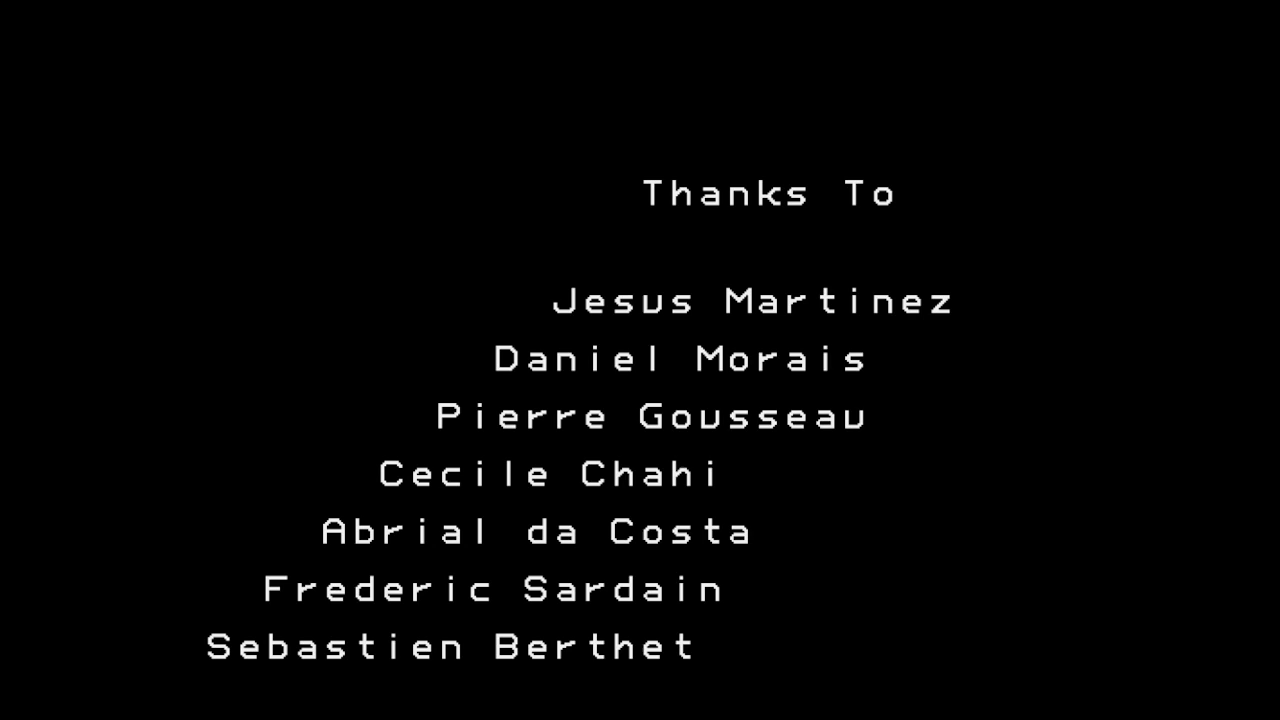 Thanks To
Jesus Martinez
Daniel Morais
Pierre Gousseau
Cecile Chahi
Abrial da Costa
Frederic Sardain
Sebastien Berthet